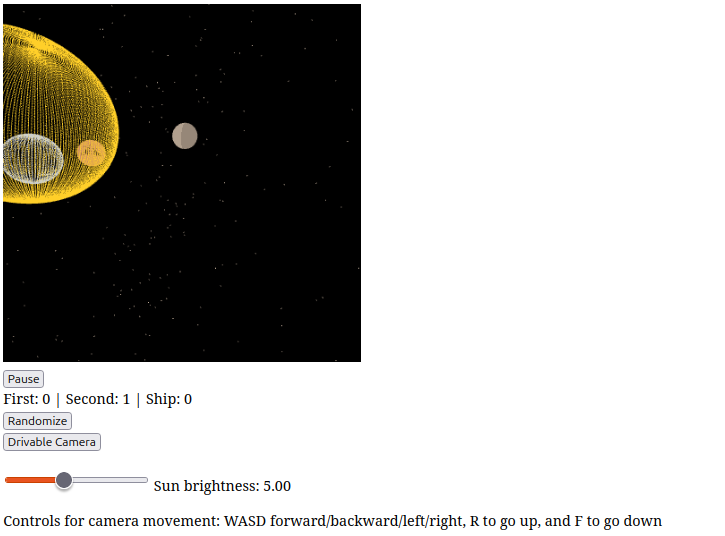 Pause
First: 0 | Second: 1 | Ship: 0
Randomize
Drivable Camera
Sun brightness: 5.00
Controls for camera movement: WASD forward/backward/left/right, R to go up, and F to go down